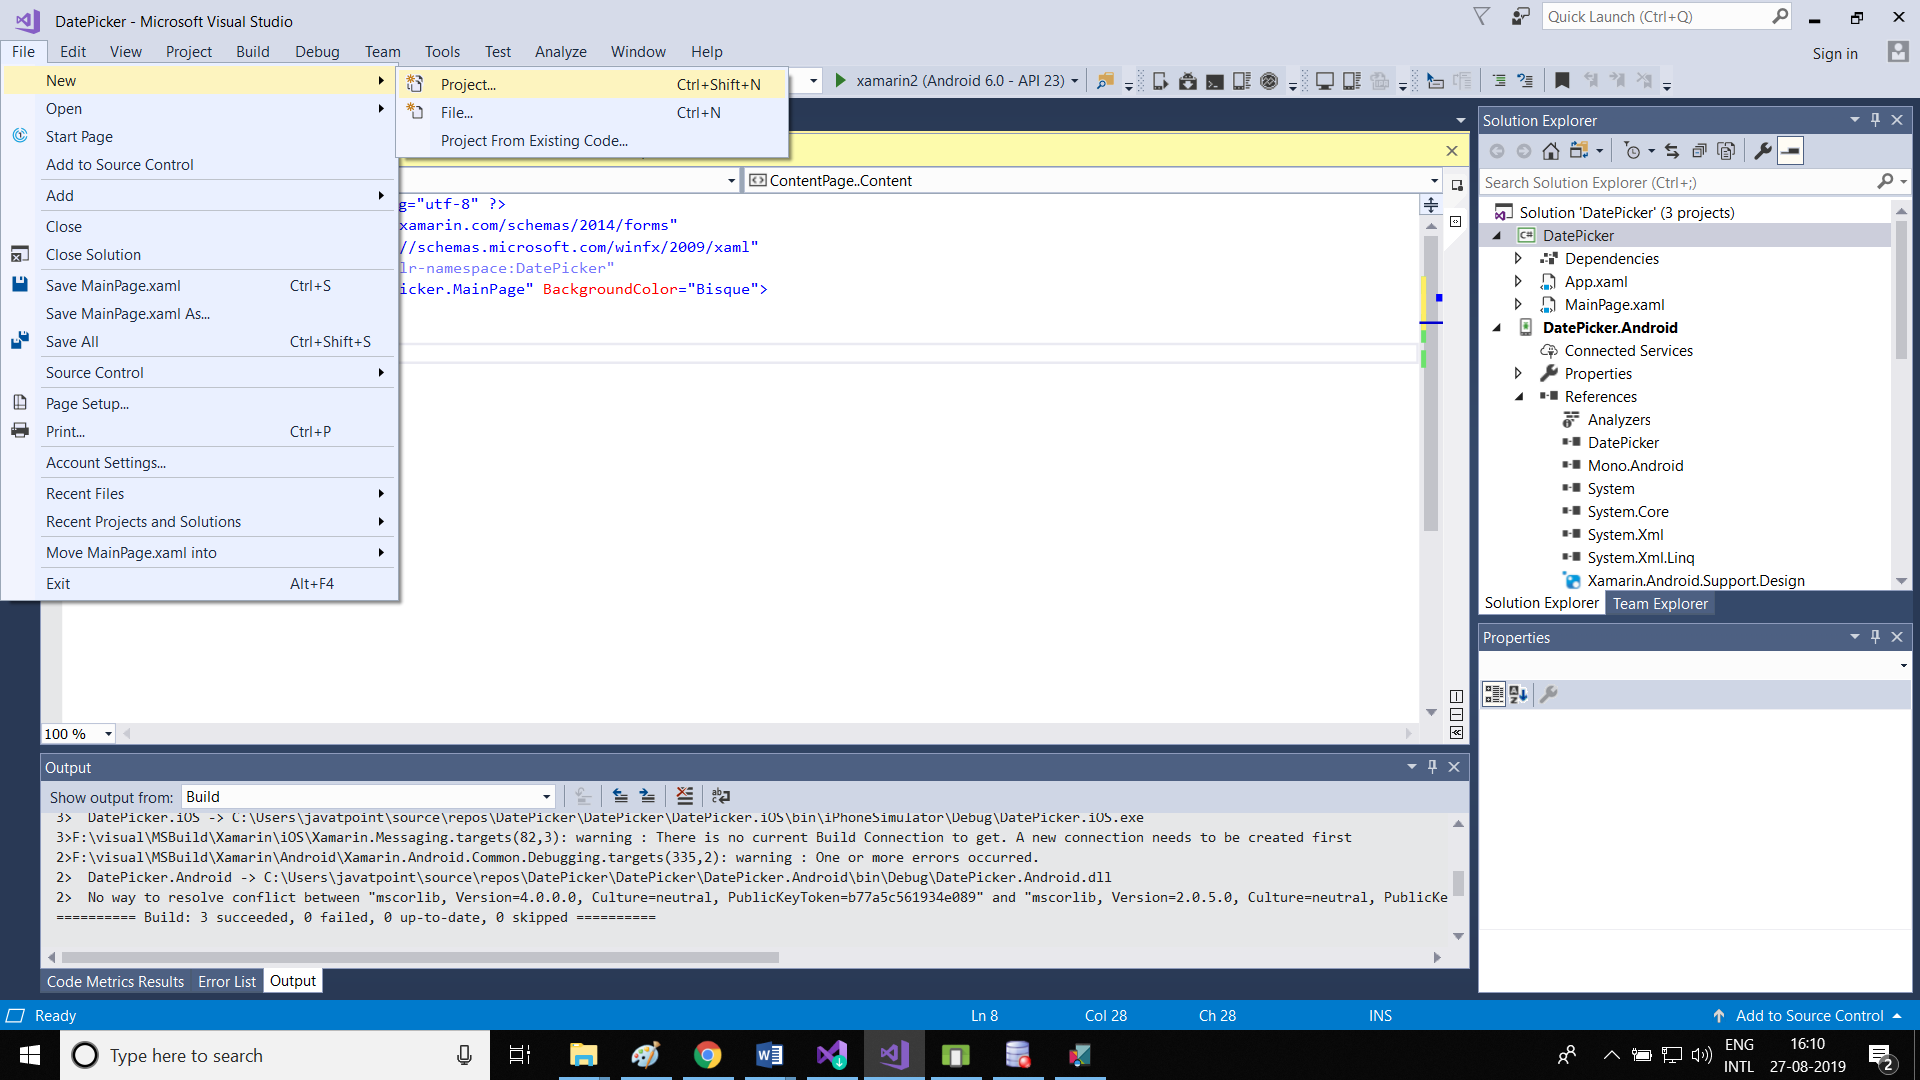 DatePicker - Microsoft Visual Studio
Quick Launch (Ctrl+Q)
File Edit View Project Build Debug Team Tools Test Analyze Window Help
Sign in
New
Open
Start Page
Add to Source Control
Add
Close
Close Solution
Save MainPage.xaml Ctrl+S
Save MainPage.xaml As...
Save All Ctrl+Shift+S
Source Control
Page Setup...
Print... Ctrl+P
Account Settings...
Recent Files
Recent Projects and Solutions
Move MainPage.xaml into
Exit Alt+F4
Project... Ctrl+Shift+N
File... Ctrl+N
Project From Existing Code...
xamarin2 (Android 6.0 - API 23)
ContentPage..Content
g="utf-8" ?>
xamarin.com/schemas/2014/forms"
//schemas.microsoft.com/winfx/2009/xaml"
lr-namespace:DatePicker"
icker.MainPage" BackgroundColor="Bisque">
100 %
Solution Explorer
Search Solution Explorer (Ctrl+;)
Solution 'DatePicker' (3 projects)
C# DatePicker
Dependencies
App.xaml
MainPage.xaml
DatePicker.Android
Connected Services
Properties
References
Analyzers
DatePicker
Mono.Android
System
System.Core
System.Xml
System.Xml.Linq
Xamarin.Android.Support.Design
Solution Explorer Team Explorer
Properties
Output
Show output from: Build
3> DatePicker.iOS -> C:\Users\javatpoint\source\repos\DatePicker\DatePicker\DatePicker.iOS\bin\iPhoneSimulator\Debug\DatePicker.iOS.exe
3>F:\visual\MSBuild\Xamarin\iOS\Xamarin.Messaging.targets(82,3): warning : There is no current Build Connection to get. A new connection needs to be created first
2>F:\visual\MSBuild\Xamarin\Android\Xamarin.Android.Common.Debugging.targets(335,2): warning : One or more errors occurred.
2> DatePicker.Android -> C:\Users\javatpoint\source\repos\DatePicker\DatePicker\DatePicker.Android\bin\Debug\DatePicker.Android.dll
2> No way to resolve conflict between "mscorlib, Version=4.0.0.0, Culture=neutral, PublicKeyToken=b77a5c561934e089" and "mscorlib, Version=2.0.5.0, Culture=neutral, PublicKe
========== Build: 3 succeeded, 0 failed, 0 up-to-date, 0 skipped ==========
Code Metrics Results Error List Output
Ready Ln 8 Col 28 Ch 28 INS Add to Source Control
Type here to search
ENG
INTL
16:10
27-08-2019
2